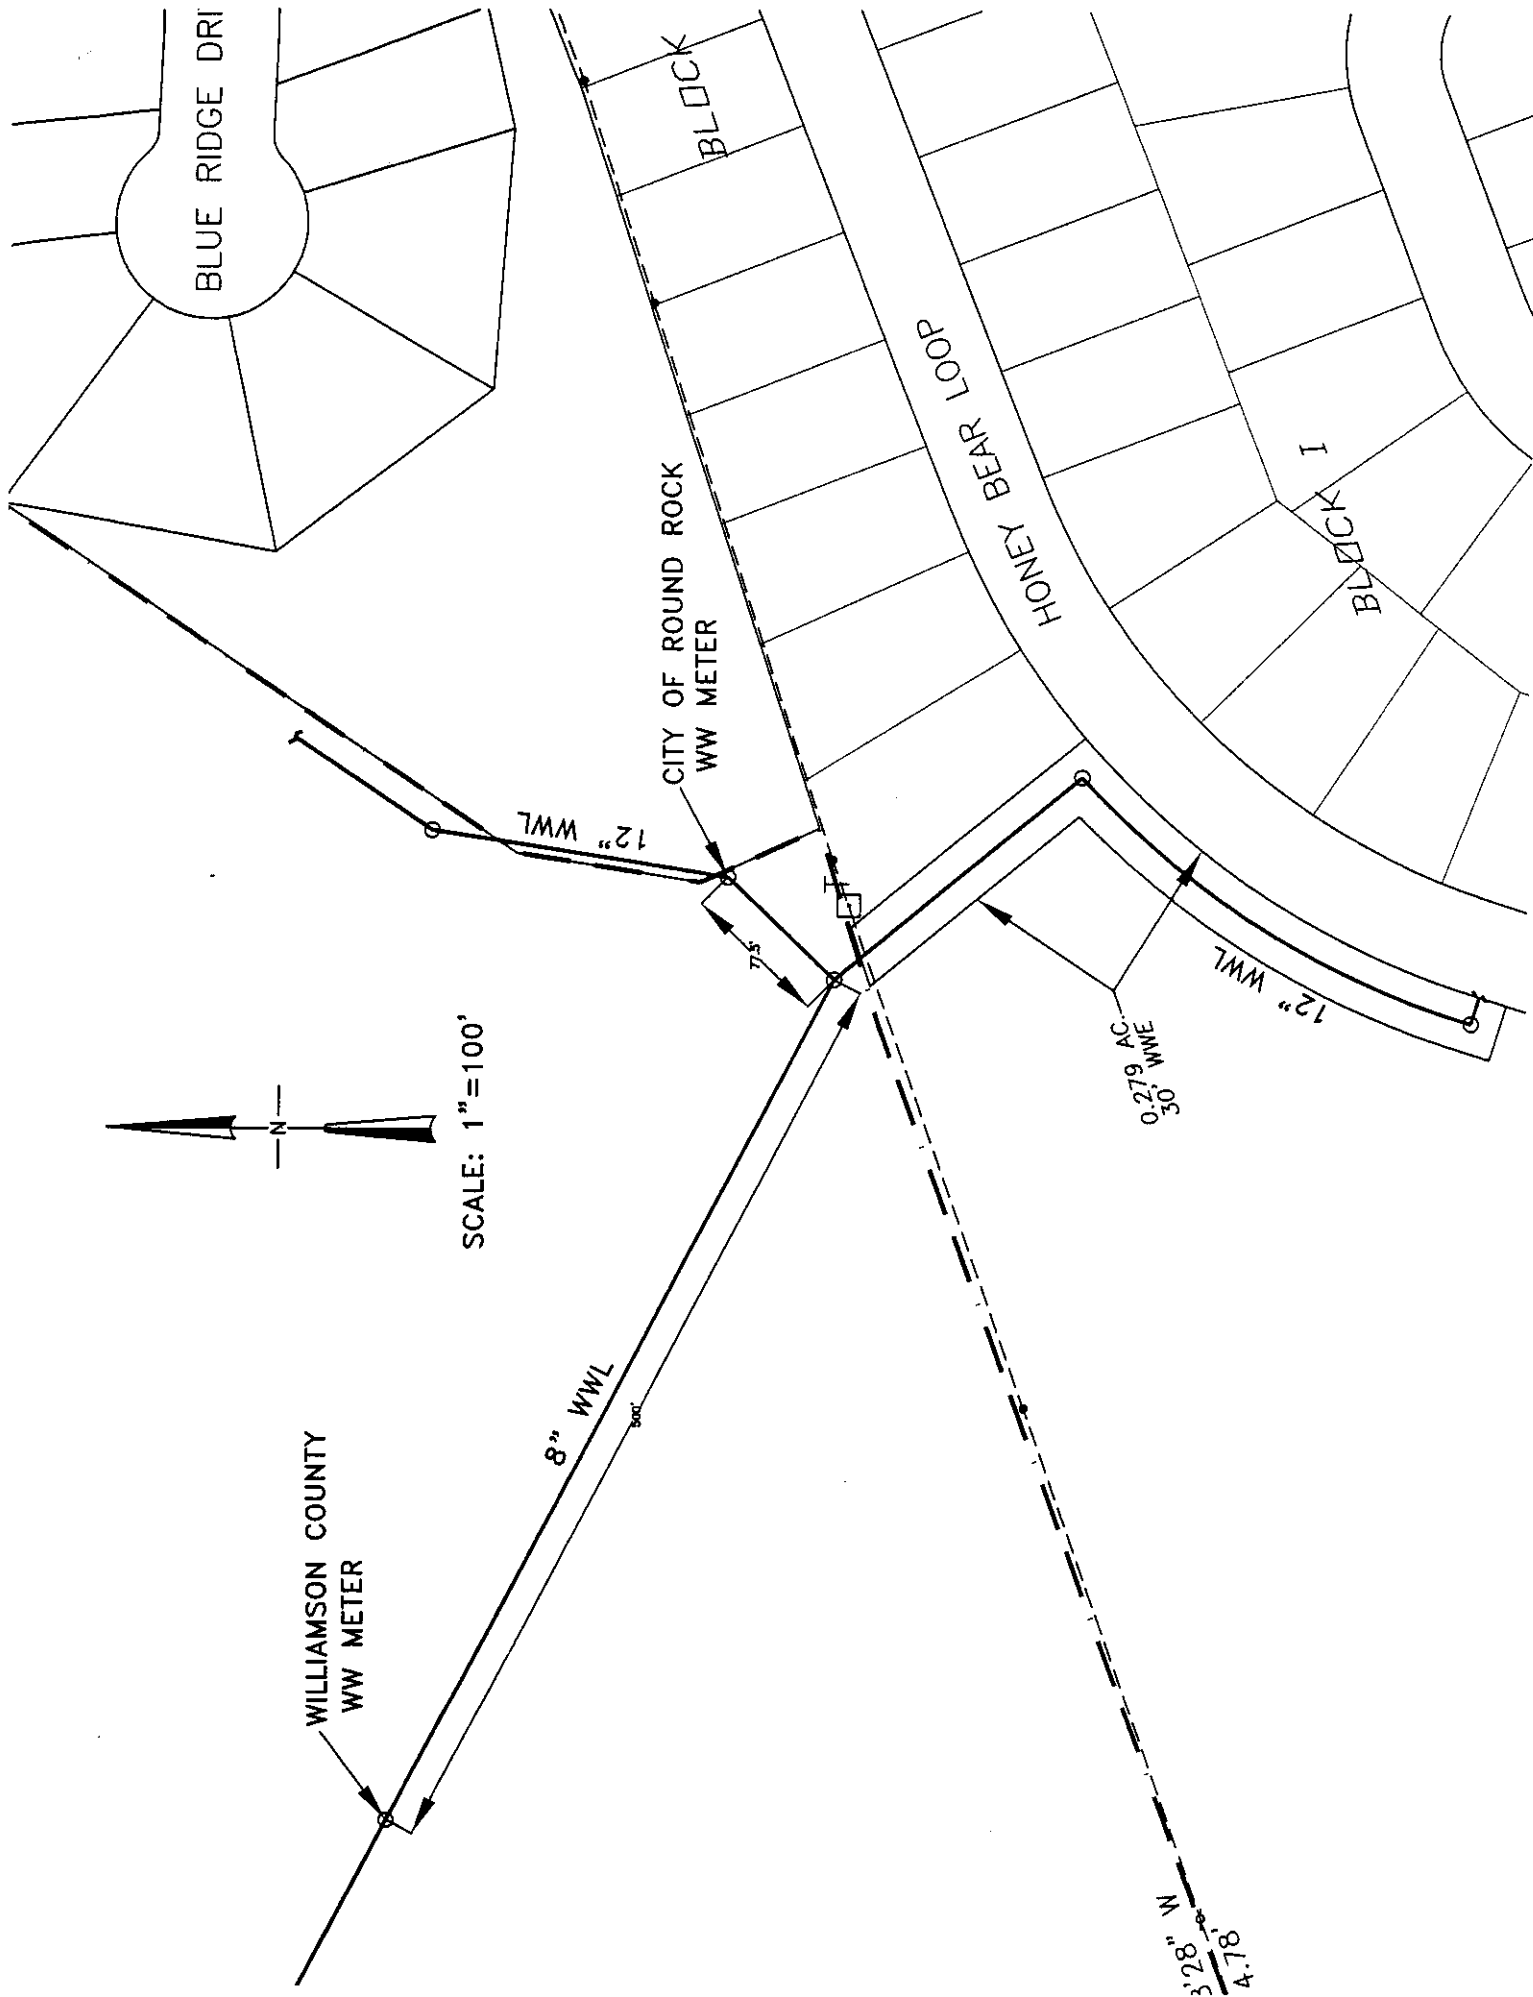 BLUE RIDGE DRI
BLOCK
HONEY BEAR LOOP
BLOCK I
CITY OF ROUND ROCK
WW METER
12" WWL
77.5'
12" WWL
0.279 AC.
30' WWE
N
SCALE: 1"=100'
8" WWL
500'
WILLIAMSON COUNTY
WW METER
3'28" W
4.78'